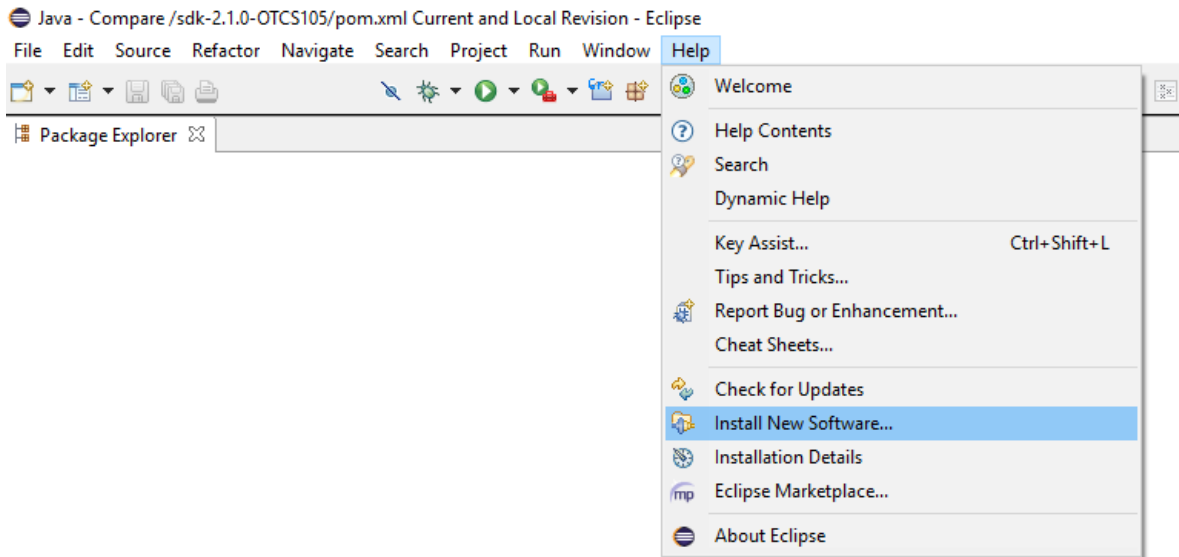 Java - Compare /sdk-2.1.0-OTCS105/pom.xml Current and Local Revision - Eclipse
File Edit Source Refactor Navigate Search Project Run Window Help
Package Explorer
Welcome
Help Contents
Search
Dynamic Help
Key Assist... Ctrl+Shift+L
Tips and Tricks...
Report Bug or Enhancement...
Cheat Sheets...
Check for Updates
Install New Software...
Installation Details
mp Eclipse Marketplace...
About Eclipse